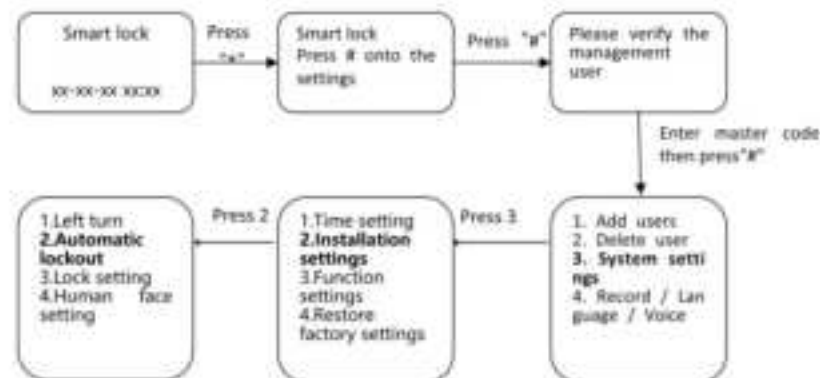 Smart lock
xx-xx-xx xx:xx
Press
"*"
Smart lock
Press # onto the
settings
Press "#"
Please verify the
management
user
Enter master code
then press"#"
1. Add users
2. Delete user
3. System setti
ngs
4. Record / Lan
guage / Voice
Press 3
1.Time setting
2.Installation
settings
3.Function
settings
4.Restore
factory settings
Press 2
1.Left turn
2.Automatic
lockout
3.Lock setting
4.Human face
setting